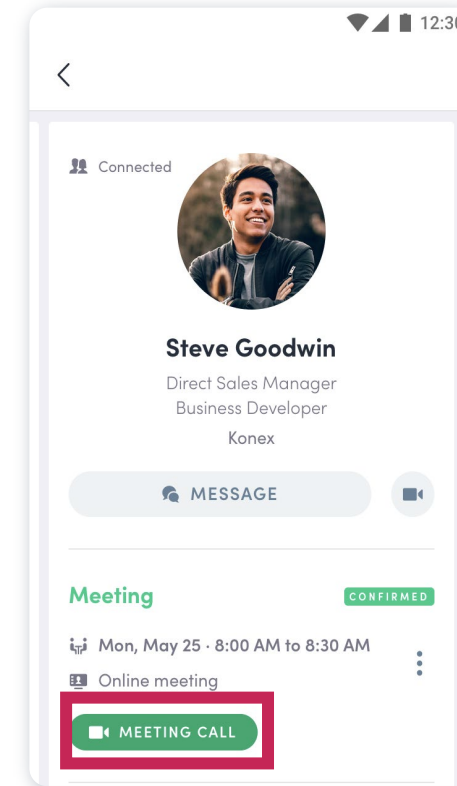 12:30
Connected
Steve Goodwin
Direct Sales Manager
Business Developer
Konex
MESSAGE
Meeting
CONFIRMED
Mon, May 25 · 8:00 AM to 8:30 AM
Online meeting
MEETING CALL